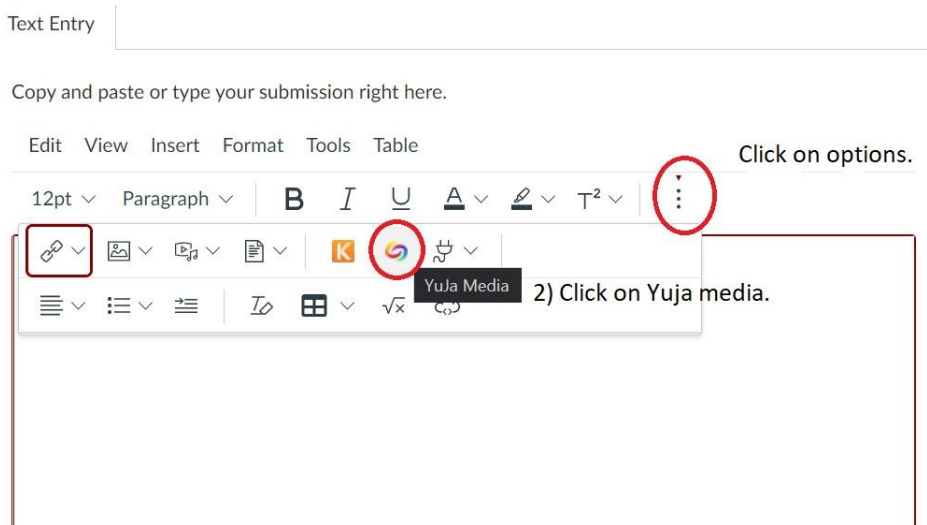 Text Entry
Copy and paste or type your submission right here.
Edit View Insert Format Tools Table
Click on options.
12pt Paragraph B I U A T²
K
YuJa Media
2) Click on Yuja media.
√x